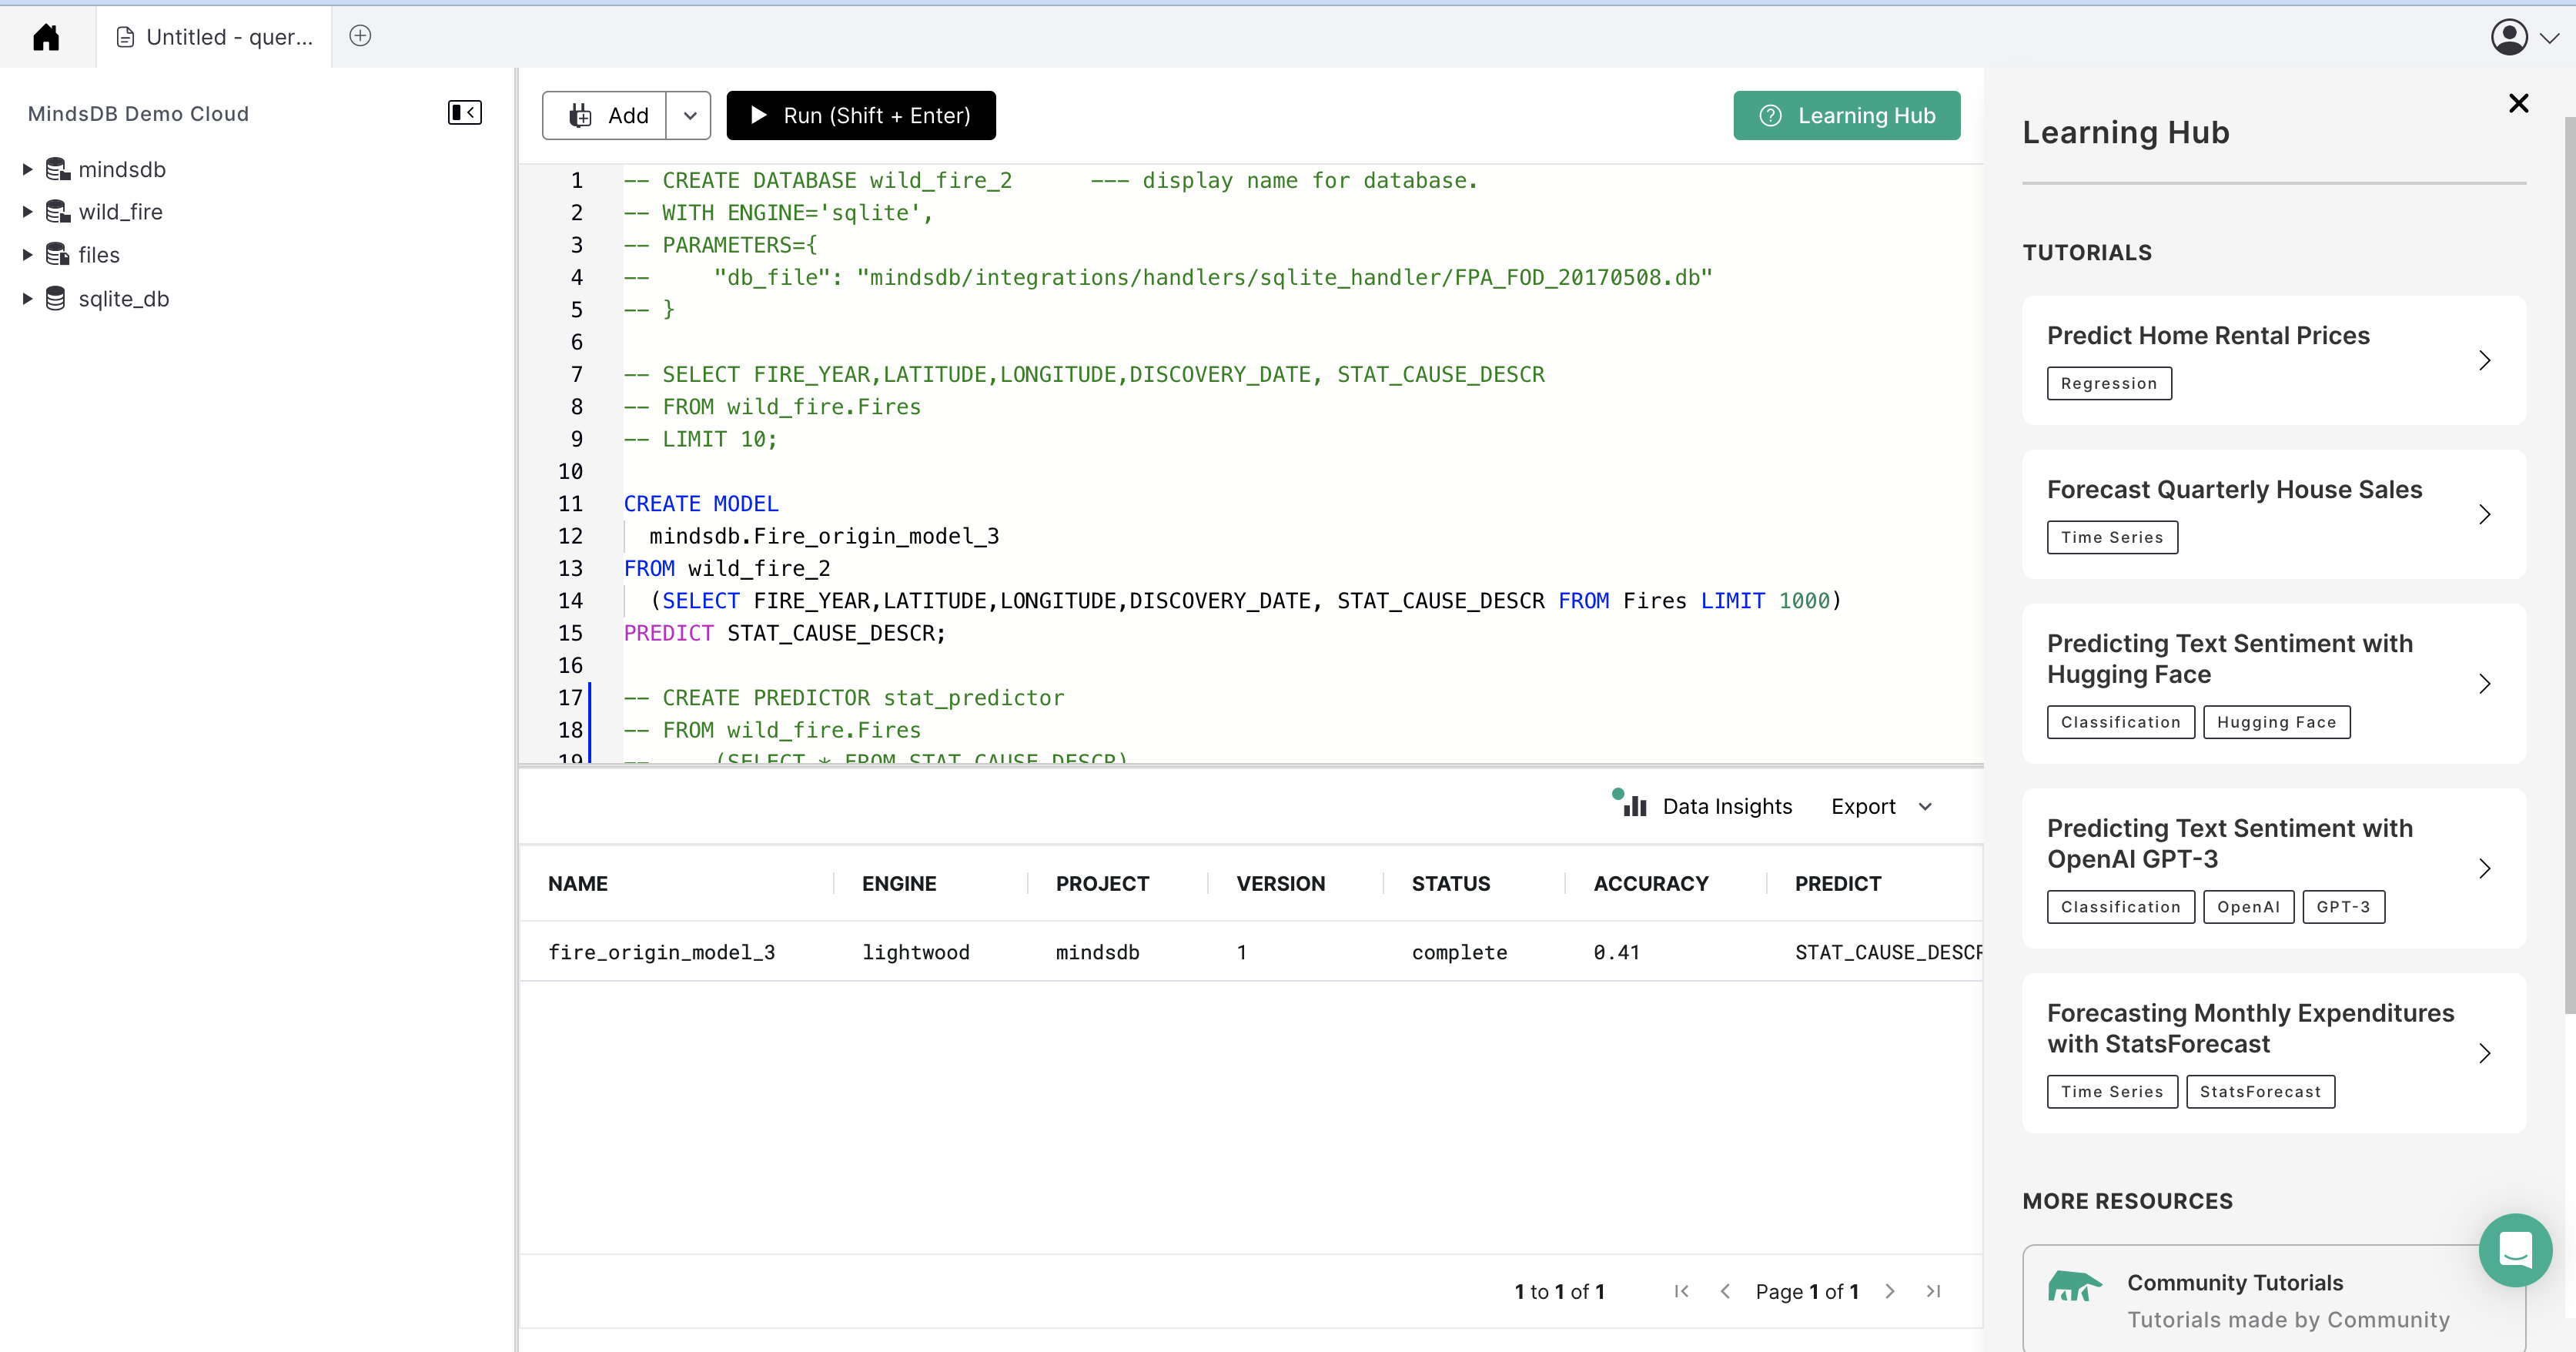 Untitled - quer...
MindsDB Demo Cloud
mindsdb
wild_fire
files
sqlite_db
Add
Run (Shift + Enter)
Learning Hub
1 -- CREATE DATABASE wild_fire_2      --- display name for database.
2 -- WITH ENGINE='sqlite',
3 -- PARAMETERS={
4 --     "db_file": "mindsdb/integrations/handlers/sqlite_handler/FPA_FOD_20170508.db"
5 -- }
6
7 -- SELECT FIRE_YEAR,LATITUDE,LONGITUDE,DISCOVERY_DATE, STAT_CAUSE_DESCR
8 -- FROM wild_fire.Fires
9 -- LIMIT 10;
10
11 CREATE MODEL
12   mindsdb.Fire_origin_model_3
13 FROM wild_fire_2
14   (SELECT FIRE_YEAR,LATITUDE,LONGITUDE,DISCOVERY_DATE, STAT_CAUSE_DESCR FROM Fires LIMIT 1000)
15 PREDICT STAT_CAUSE_DESCR;
16
17 -- CREATE PREDICTOR stat_predictor
18 -- FROM wild_fire.Fires
19 --     (SELECT * FROM STAT_CAUSE_DESCR)
Data Insights
Export
NAME ENGINE PROJECT VERSION STATUS ACCURACY PREDICT
fire_origin_model_3 lightwood mindsdb 1 complete 0.41 STAT_CAUSE_DESCR
1 to 1 of 1
Page 1 of 1
Learning Hub
TUTORIALS
Predict Home Rental Prices
Regression
Forecast Quarterly House Sales
Time Series
Predicting Text Sentiment with
Hugging Face
Classification Hugging Face
Predicting Text Sentiment with
OpenAI GPT-3
Classification OpenAI GPT-3
Forecasting Monthly Expenditures
with StatsForecast
Time Series StatsForecast
MORE RESOURCES
Community Tutorials
Tutorials made by Community